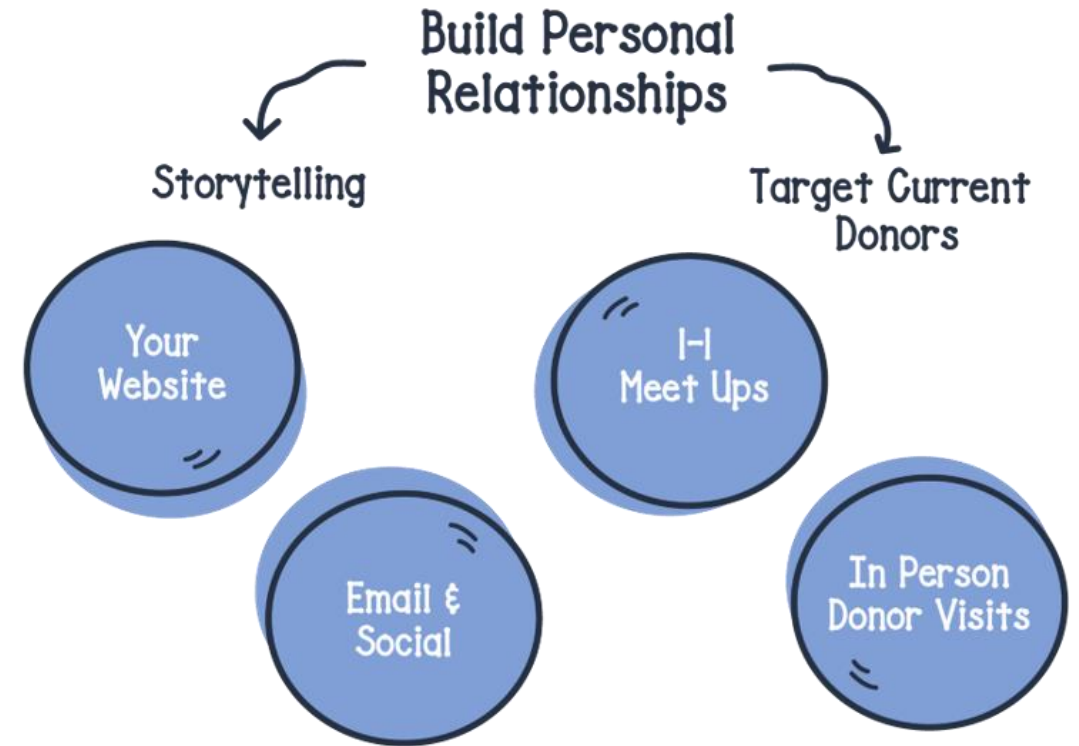 Build Personal
Relationships
Storytelling
Target Current
Donors
Your
Website
1-1
Meet Ups
Email &
Social
In Person
Donor Visits